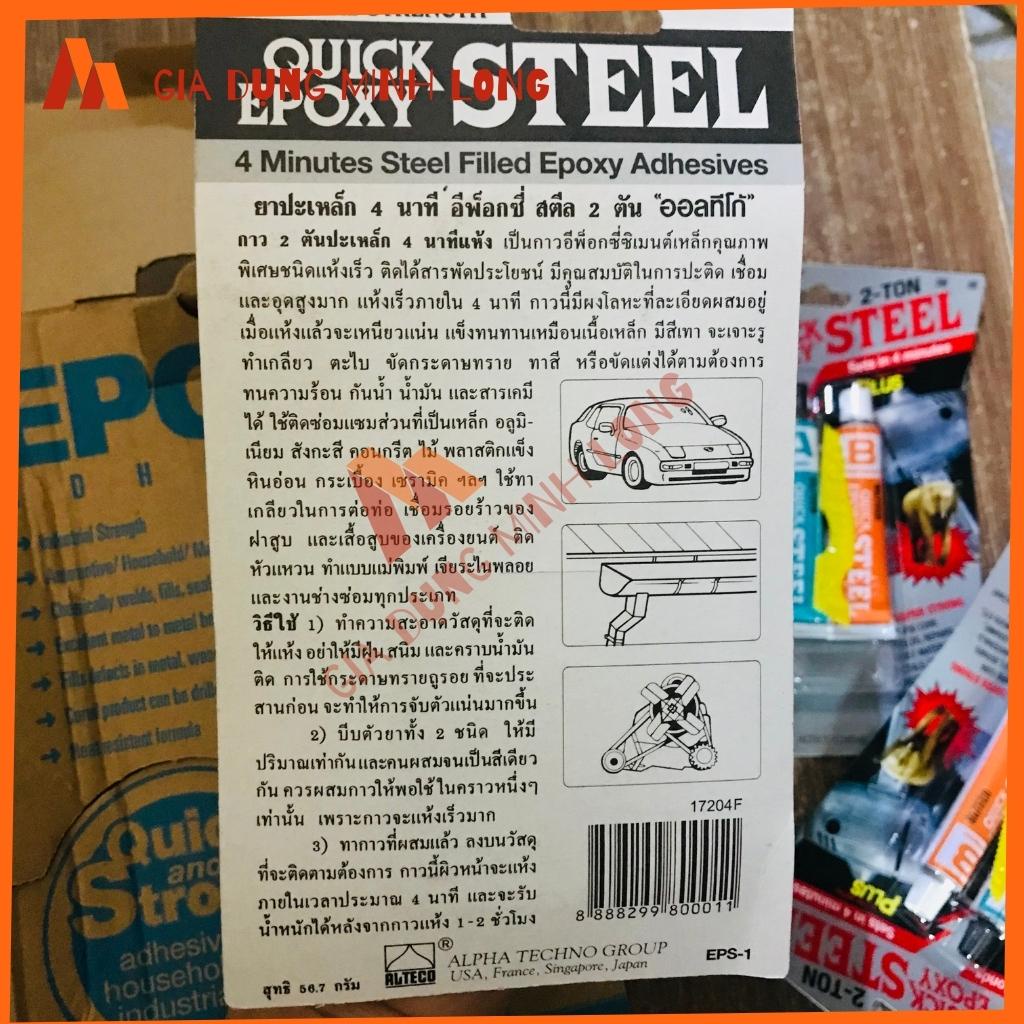 GIA DỤNG MINH LONG
QUICK EPOXY STEEL
4 Minutes Steel Filled Epoxy Adhesives
ยาปะเหล็ก 4 นาที อีพ็อกซี่ สตีล 2 ตัน "ออลทีโก้"
กาว 2 ตันปะเหล็ก 4 นาทีแห้ง เป็นกาวอีพ็อกซี่ซิเมนต์เหล็กคุณภาพ
พิเศษชนิดแห้งเร็ว ติดได้สารพัดประโยชน์ มีคุณสมบัติในการปะติด เชื่อม
และอุดสูงมาก แห้งเร็วภายใน 4 นาที กาวนี้มีผงโลหะที่ละเอียดผสมอยู่
เมื่อแห้งแล้วจะเหนียวแน่น แข็งทนทานเหมือนเนื้อเหล็ก มีสีเทา จะเจาะรู
ทำเกลียว ตะไบ ขัดกระดาษทราย ทาสี หรือขัดแต่งได้ตามต้องการ
ทนความร้อน กันน้ำ น้ำมัน และสารเคมี
ได้ ใช้ติดซ่อมแซมส่วนที่เป็นเหล็ก อลูมิ-
เนียม สังกะสี คอนกรีต ไม้ พลาสติกแข็ง
หินอ่อน กระเบื้อง เซรามิค ฯลฯ ใช้ทา
เกลียวในการต่อท่อ เชื่อมรอยร้าวของ
ฝาสูบ และเสื้อสูบของเครื่องยนต์ ติด
หัวแหวน ทำแบบแม่พิมพ์ เจียระไนพลอย
และงานช่างซ่อมทุกประเภท
วิธีใช้ 1) ทำความสะอาดวัสดุที่จะติด
ให้แห้ง อย่าให้มีฝุ่น สนิม และคราบน้ำมัน
ติด การใช้กระดาษทรายถูรอย ที่จะประ
สานก่อน จะทำให้การจับตัวแน่นมากขึ้น
2) บีบตัวยาทั้ง 2 ชนิด ให้มี
ปริมาณเท่ากันและคนผสมจนเป็นสีเดียว
กัน ควรผสมกาวให้พอใช้ในคราวหนึ่งๆ
เท่านั้น เพราะกาวจะแห้งเร็วมาก
3) ทากาวที่ผสมแล้ว ลงบนวัสดุ
ที่จะติดตามต้องการ กาวนี้ผิวหน้าจะแห้ง
ภายในเวลาประมาณ 4 นาที และจะรับ
น้ำหนักได้หลังจากกาวแห้ง 1-2 ชั่วโมง
17204F
8 888299 800011
ALTECO ®
ALPHA TECHNO GROUP
USA, France, Singapore, Japan
EPS-1
สุทธิ 56.7 กรัม
GIA DỤNG MINH LONG
EPO
Industrial Strength
Quick
and
Stro
adhesiv
househo
industria
2-TON
STEEL
Sets in 4 minutes
PLUS
A
B
QUICK STEEL
PLUS
Sets in 4 minutes
QUICK EPOXY STEEL
2-TON